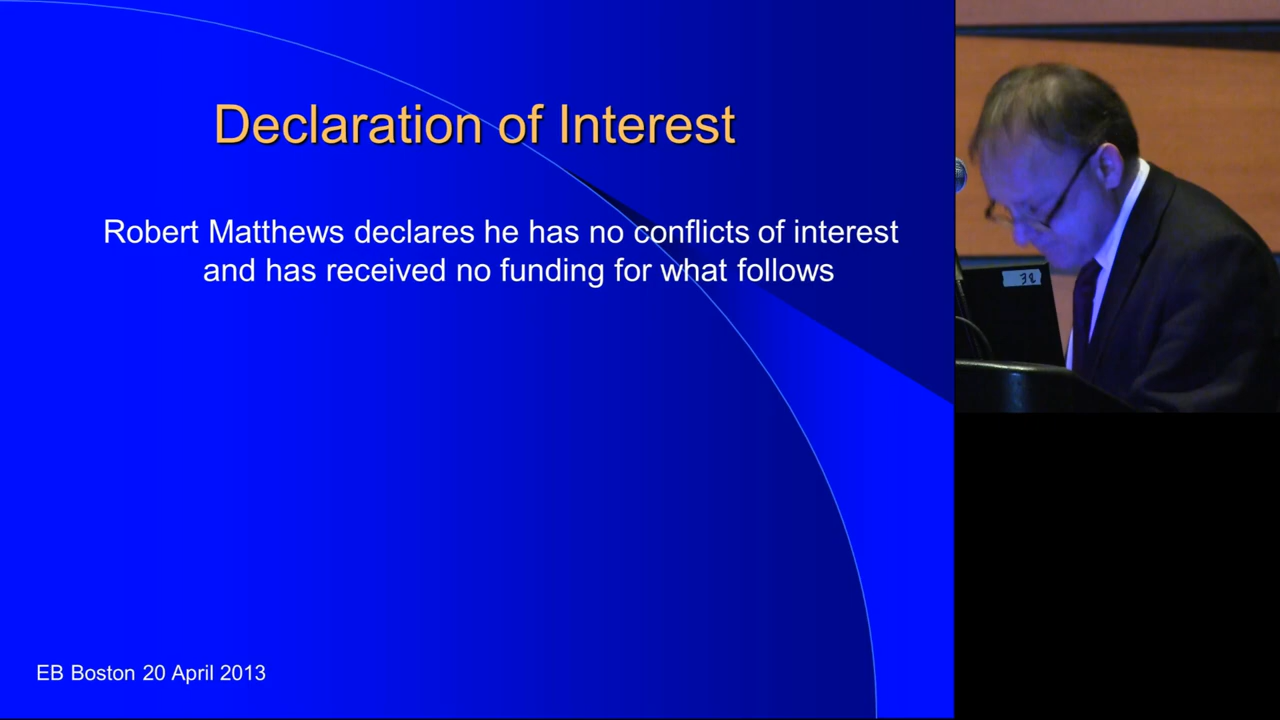 Declaration of Interest
Robert Matthews declares he has no conflicts of interest
and has received no funding for what follows
EB Boston 20 April 2013
38